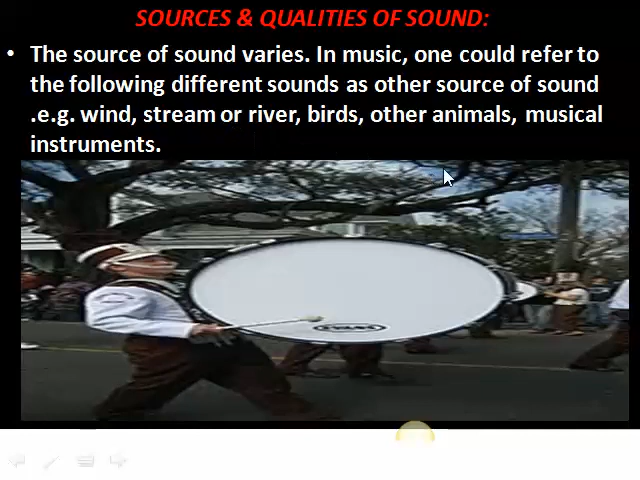 SOURCES & QUALITIES OF SOUND:
• The source of sound varies. In music, one could refer to
the following different sounds as other source of sound
.e.g. wind, stream or river, birds, other animals, musical
instruments.